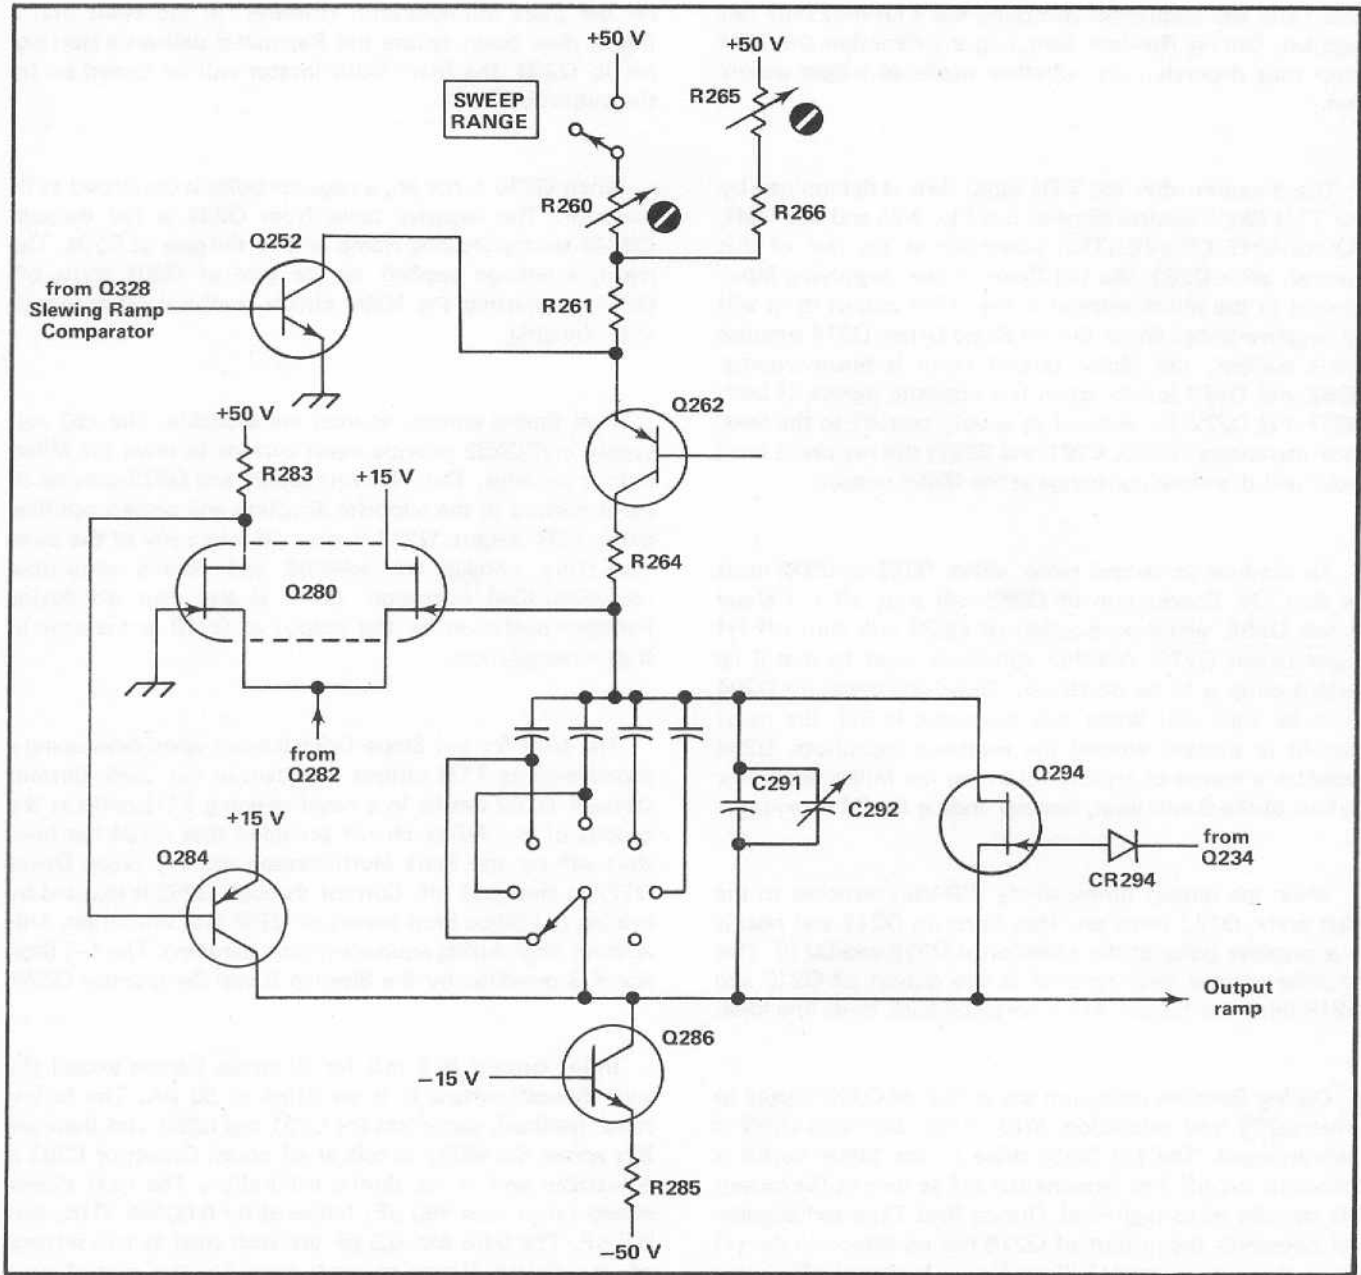 +50 V
+50 V
SWEEP
RANGE
R265
R260
R266
Q252
from Q328
Slewing Ramp
Comparator
R261
+50 V
Q262
R283
+15 V
R264
Q280
from
Q282
+15 V
Q284
C291
C292
Q294
from
Q234
CR294
Output
ramp
Q286
−15 V
R285
−50 V